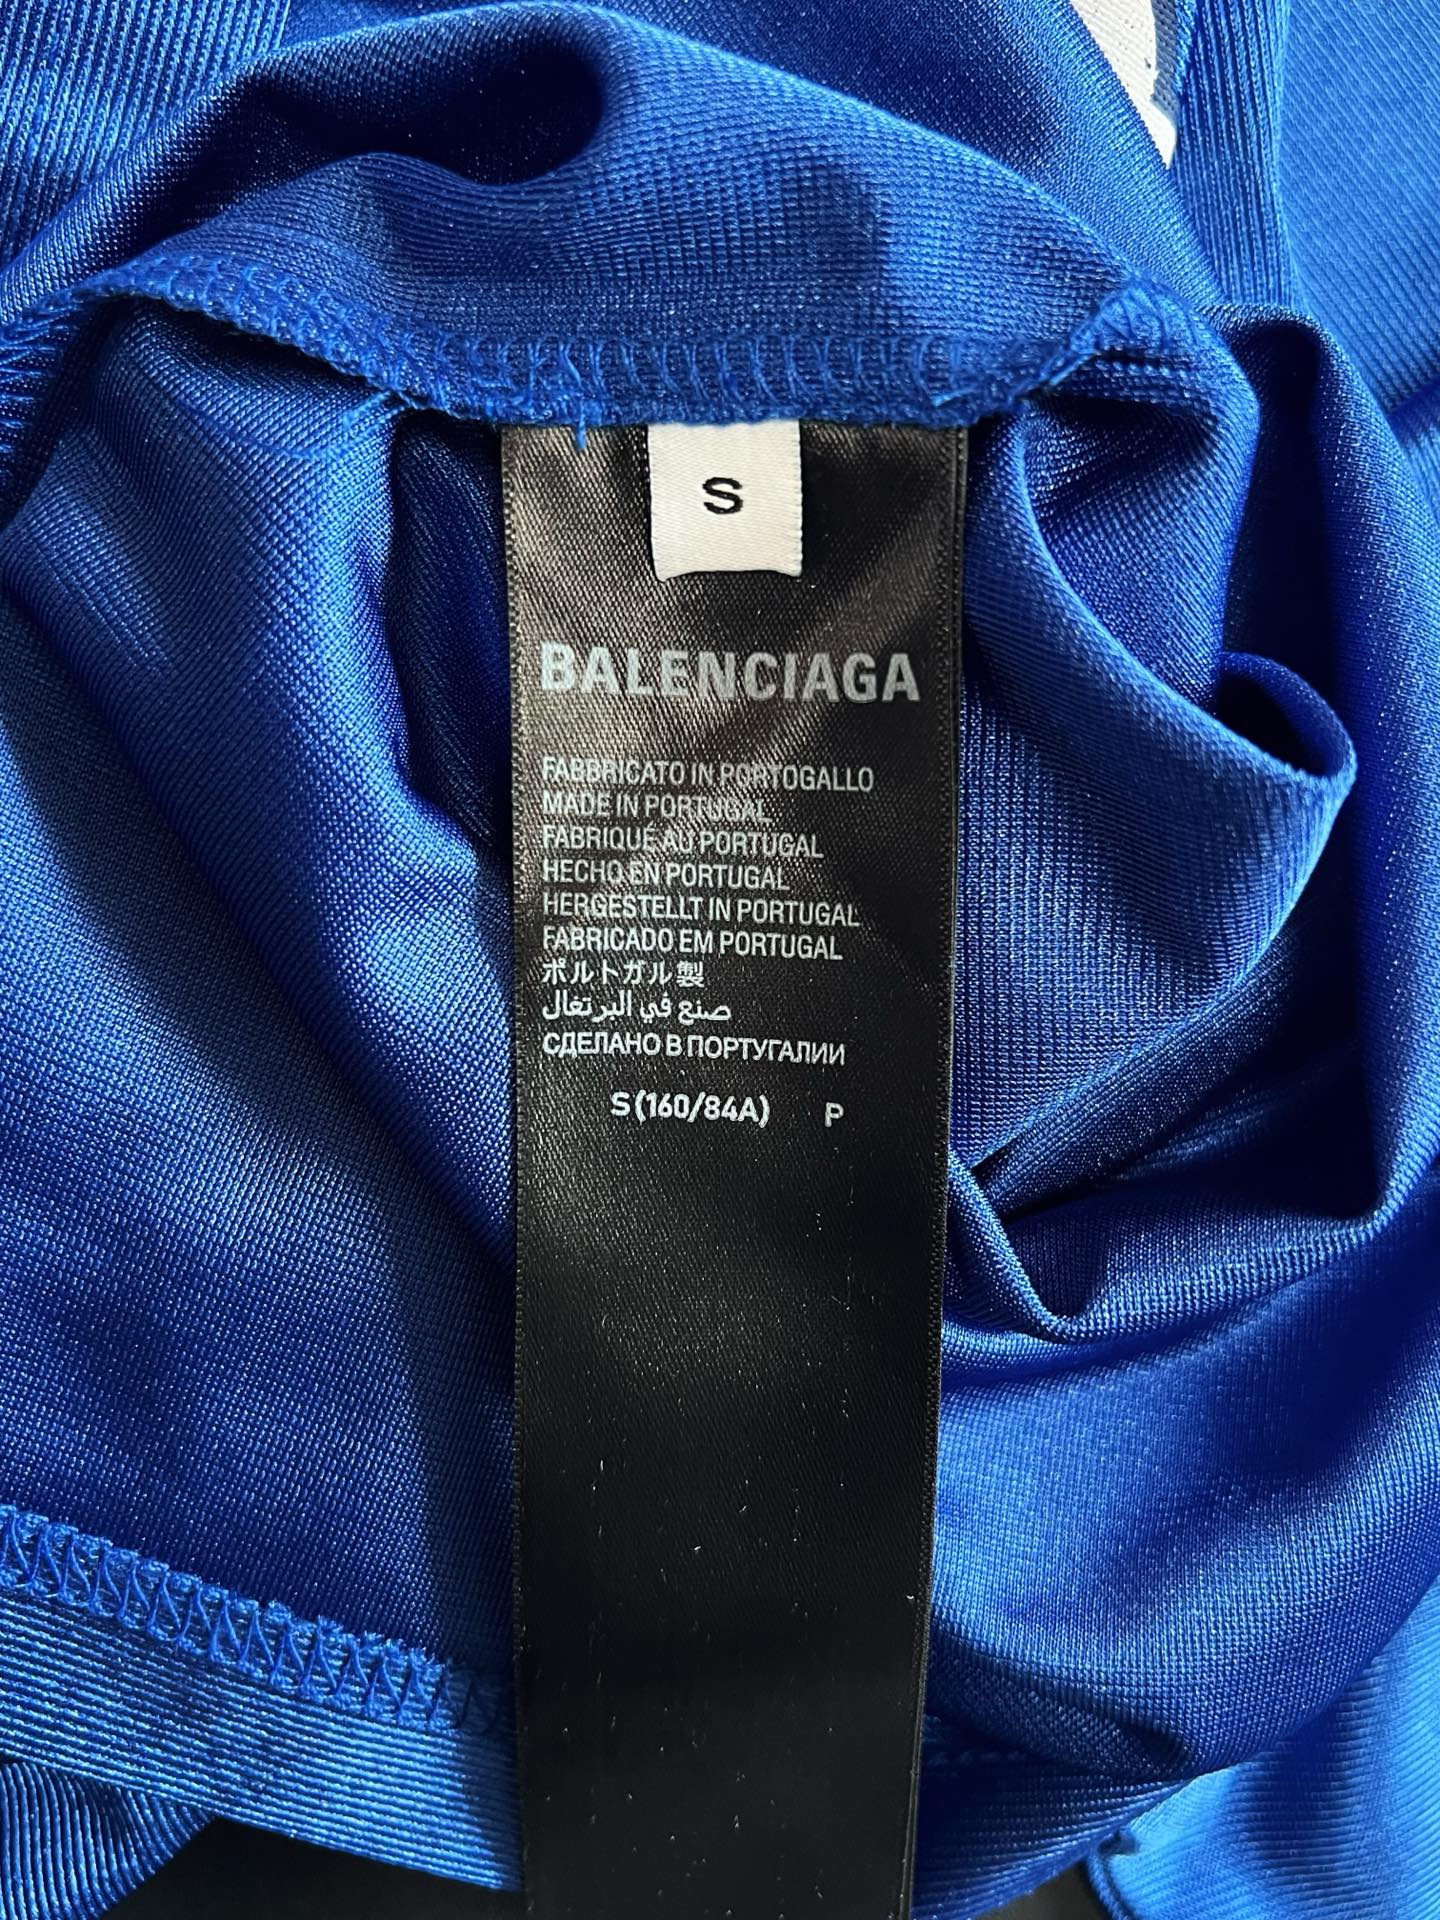 S
BALENCIAGA
FABBRICATO IN PORTOGALLO
MADE IN PORTUGAL
FABRIQUÉ AU PORTUGAL
HECHO EN PORTUGAL
HERGESTELLT IN PORTUGAL
FABRICADO EM PORTUGAL
ポルトガル製
صنع في البرتغال
СДЕЛАНО В ПОРТУГАЛИИ
S (160/84A) P